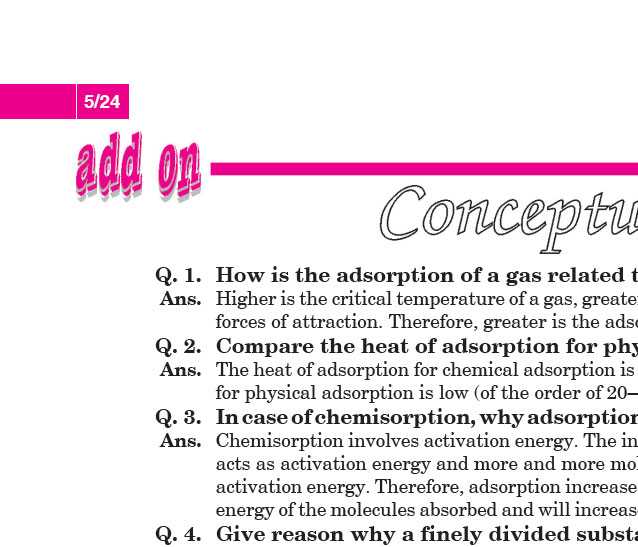 5/24
add on
Conceptu
Q. 1. How is the adsorption of a gas related t
Ans. Higher is the critical temperature of a gas, greater
forces of attraction. Therefore, greater is the adso
Q. 2. Compare the heat of adsorption for phy
Ans. The heat of adsorption for chemical adsorption is
for physical adsorption is low (of the order of 20–
Q. 3. In case of chemisorption, why adsorption
Ans. Chemisorption involves activation energy. The in
acts as activation energy and more and more mol
activation energy. Therefore, adsorption increase
energy of the molecules absorbed and will increase
Q. 4. Give reason why a finely divided substa